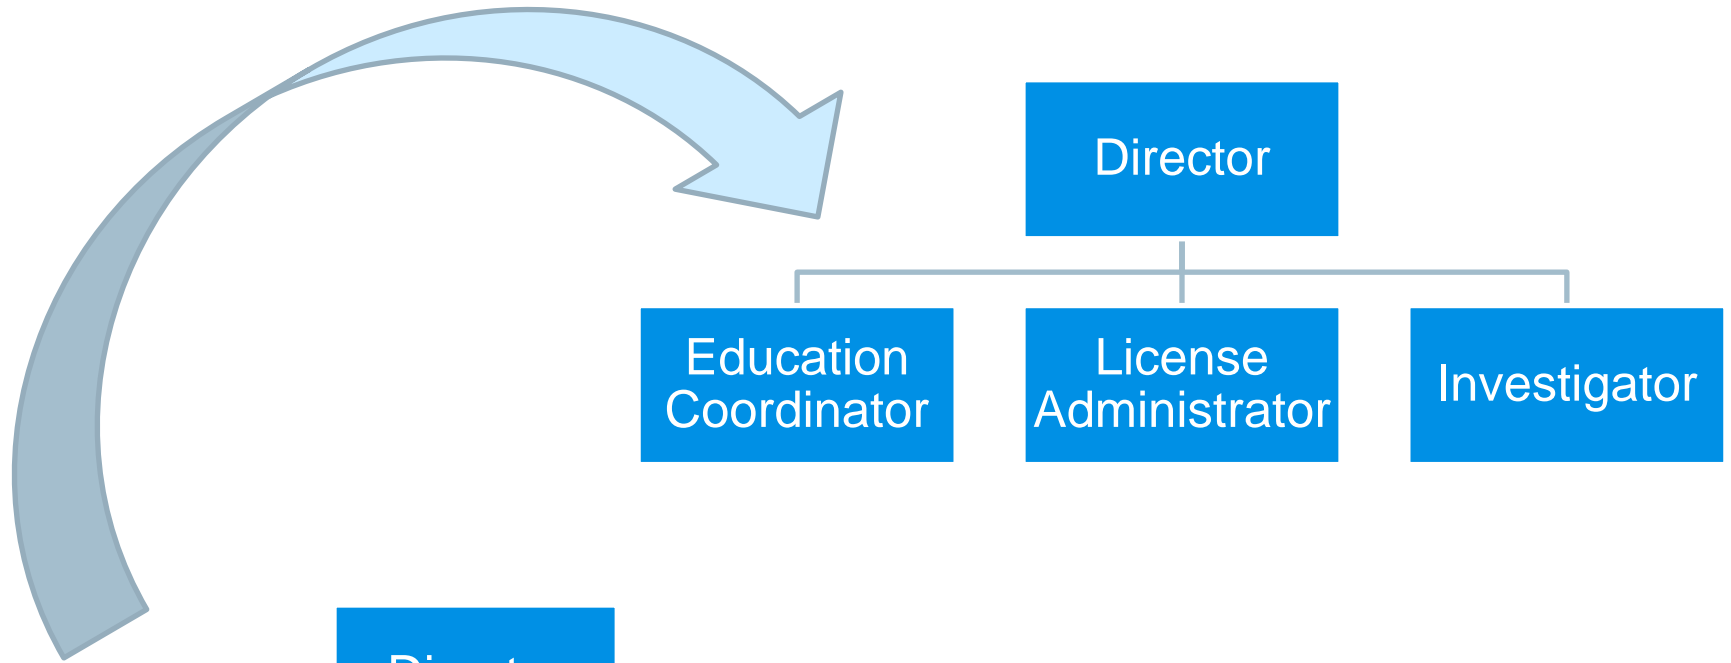 Director
Education
Coordinator
License
Administrator
Investigator